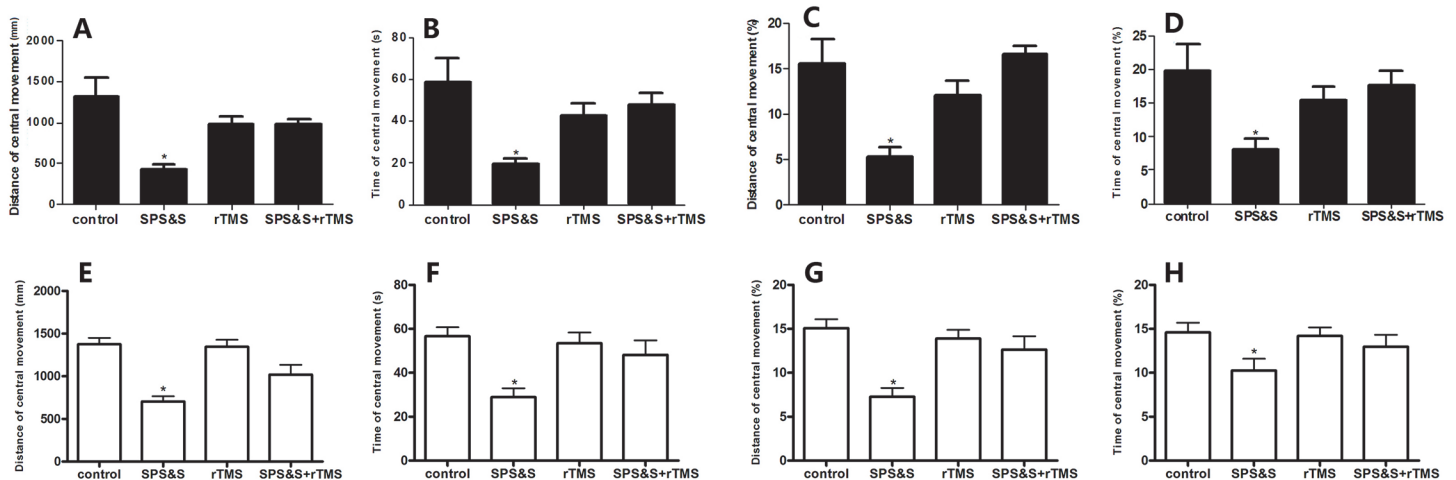 A
Distance of central movement (mm)
2000
1500
1000
500
0
*
control SPS&S rTMS SPS&S+rTMS
B
Time of central movement (s)
80
60
40
20
0
*
control SPS&S rTMS SPS&S+rTMS
C
Distance of central movement (%)
20
15
10
5
0
*
control SPS&S rTMS SPS&S+rTMS
D
Time of central movement (%)
25
20
15
10
5
0
*
control SPS&S rTMS SPS&S+rTMS
E
Distance of central movement (mm)
2000
1500
1000
500
0
*
control SPS&S rTMS SPS&S+rTMS
F
Time of central movement (s)
80
60
40
20
0
*
control SPS&S rTMS SPS&S+rTMS
G
Distance of central movement (%)
20
15
10
5
0
*
control SPS&S rTMS SPS&S+rTMS
H
Time of central movement (%)
20
15
10
5
0
*
control SPS&S rTMS SPS&S+rTMS